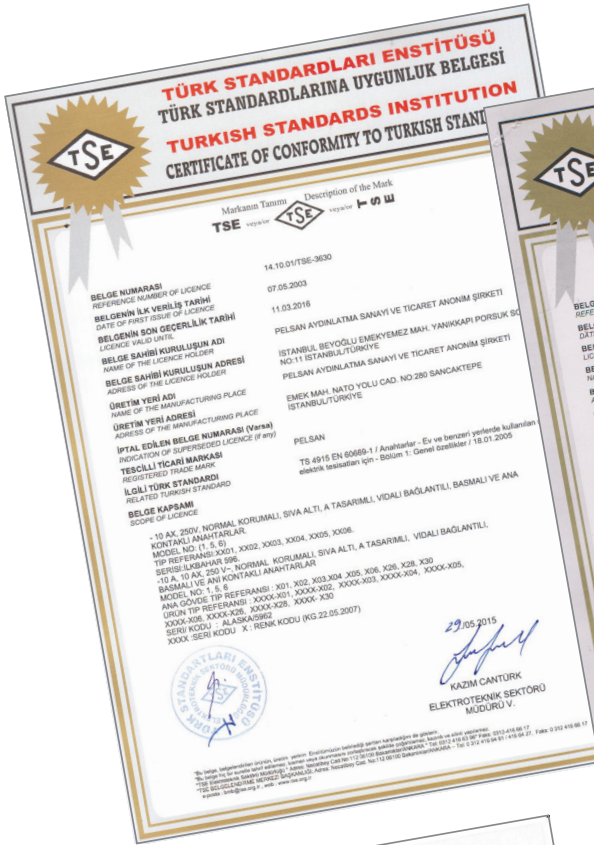 TÜRK STANDARDLARI ENSTİTÜSÜ
TÜRK STANDARDLARINA UYGUNLUK BELGESİ
TURKISH STANDARDS INSTITUTION
CERTIFICATE OF CONFORMITY TO TURKISH STAN
TSE
TSE
Markanın Tanımı Description of the Mark
TSE veya/or TSE veya/or TSE
BELGE NUMARASI
REFERENCE NUMBER OF LICENCE
14.10.01/TSE-3630
BELGENİN İLK VERİLİŞ TARİHİ
DATE OF FIRST ISSUE OF LICENCE
07.05.2003
BELGENİN SON GEÇERLİLİK TARİHİ
LICENCE VALID UNTIL
11.03.2016
BELGE SAHİBİ KURULUŞUN ADI
NAME OF THE LICENCE HOLDER
PELSAN AYDINLATMA SANAYİ VE TİCARET ANONİM ŞİRKETİ
BELGE SAHİBİ KURULUŞUN ADRESİ
ADRESS OF THE LICENCE HOLDER
İSTANBUL BEYOĞLU EMEKYEMEZ MAH. YANIKKAPI PORSUK SO
NO:11 İSTANBUL/TÜRKİYE
ÜRETİM YERİ ADI
NAME OF THE MANUFACTURING PLACE
PELSAN AYDINLATMA SANAYİ VE TİCARET ANONİM ŞİRKETİ
ÜRETİM YERİ ADRESİ
ADRESS OF THE MANUFACTURING PLACE
EMEK MAH. NATO YOLU CAD. NO:280 SANCAKTEPE
İSTANBUL/TÜRKİYE
İPTAL EDİLEN BELGE NUMARASI (Varsa)
INDICATION OF SUPERSEDED LICENCE (if any)
TESCİLLİ TİCARİ MARKASI
REGISTERED TRADE MARK
PELSAN
İLGİLİ TÜRK STANDARDI
RELATED TURKISH STANDARD
TS 4915 EN 60669-1 / Anahtarlar - Ev ve benzeri yerlerde kullanılan
elektrik tesisatları için - Bölüm 1: Genel özellikler / 18.01.2005
BELGE KAPSAMI
SCOPE OF LICENCE
- 10 AX, 250V, NORMAL KORUMALI, SIVA ALTI, A TASARIMLI, VIDALI BAĞLANTILI, BASMALI VE ANA
KONTAKLI ANAHTARLAR.
MODEL NO: (1, 5, 6)
TİP REFERANSI:XX01, XX02, XX03, XX04, XX05, XX06.
SERİSİ:İLKBAHAR 596,
-10 A, 10 AX, 250 V~, NORMAL KORUMALI, SIVA ALTI, A TASARIMLI, VIDALI BAĞLANTILI,
BASMALI VE ANİ KONTAKLI ANAHTARLAR
MODEL NO: 1, 5, 6
ANA GÖVDE TİP REFERANSI : X01, X02, X03,X04 ,X05, X06, X26, X28, X30
ÜRÜN TİP REFERANSI : XXXX-X01, XXXX-X02, XXXX-X03, XXXX-X04, XXXX-X05,
XXXX-X06, XXXX-X26, XXXX-X28, XXXX- X30
SERİ/ KODU : ALASKA/5962
XXXX :SERİ KODU X : RENK KODU (KG.22.05.2007)
29/05.2015
KAZIM CANTÜRK
ELEKTROTEKNİK SEKTÖRÜ
MÜDÜRÜ V.